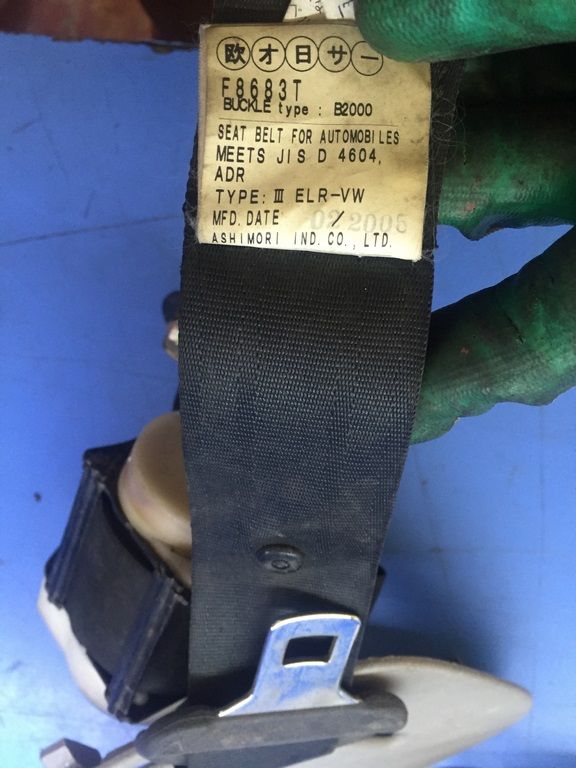 欧オ日サー
F8683T
BUCKLE type : B2000
SEAT BELT FOR AUTOMOBILES
MEETS JIS D 4604,
ADR
TYPE: Ⅲ ELR-VW
MFD. DATE 02/2005
ASHIMORI IND. CO., LTD.